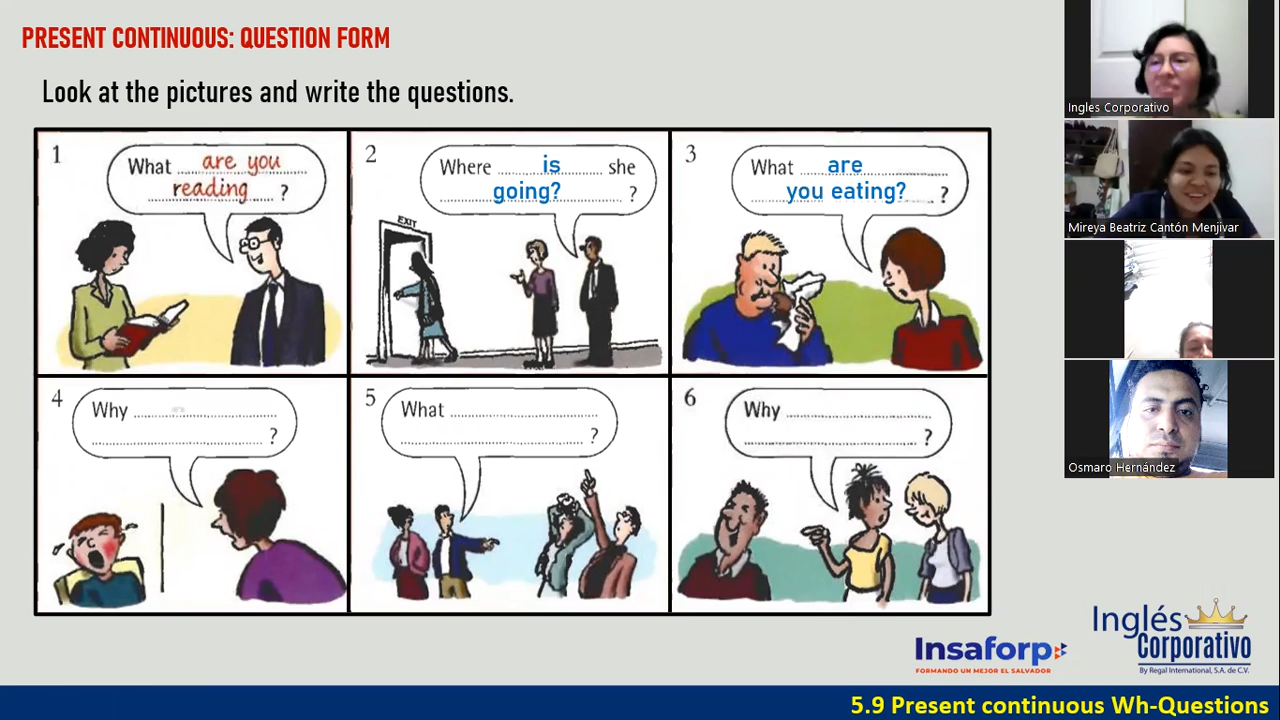 PRESENT CONTINUOUS: QUESTION FORM
Look at the pictures and write the questions.
1
What are you
reading ?
2
Where is she
going? ?
EXIT
3
What are
you eating? ?
4
Why
?
5
What
?
6
Why
?
Ingles Corporativo
Mireya Beatriz Cantón Menjivar
Osmaro Hernández
Insaforp
FORMANDO UN MEJOR EL SALVADOR
Inglés
Corporativo
By Regal International, S.A. de C.V.
5.9 Present continuous Wh-Questions